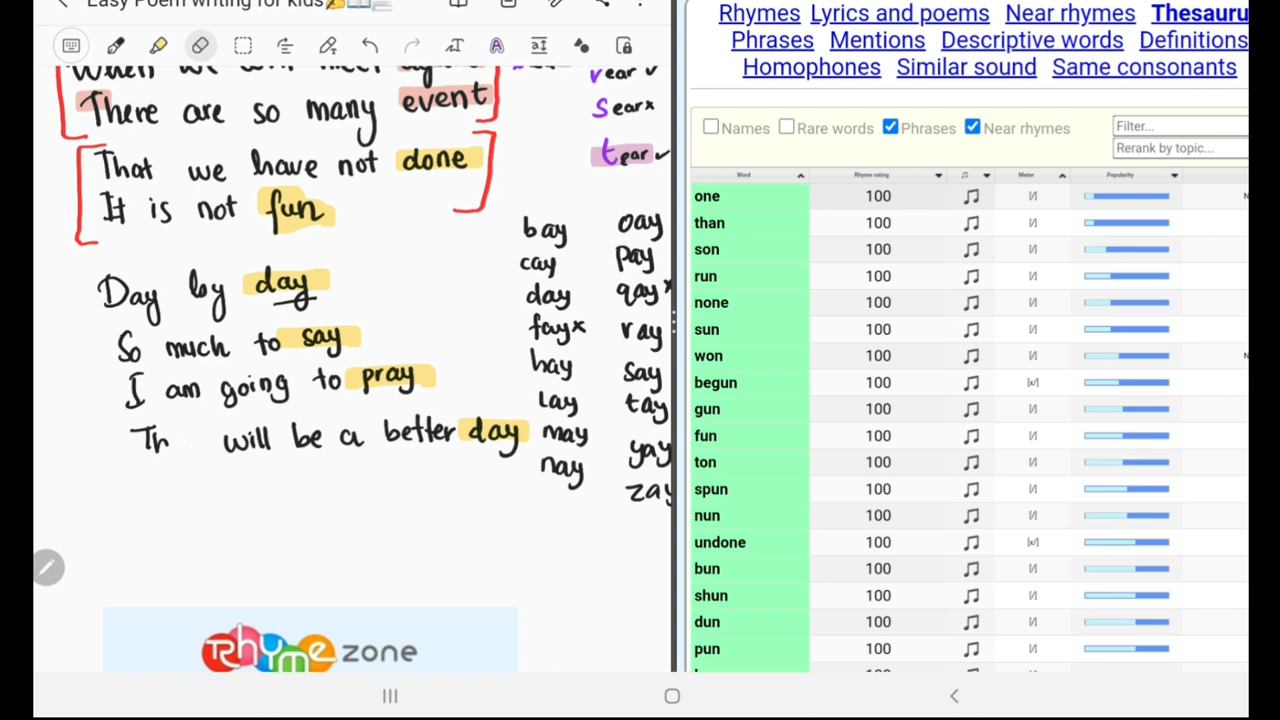 Easy Poem writing for kids
There are so many event
That we have not done
It is not fun
Day by day
So much to say
I am going to pray
Th will be a better day
year
sear
tear
bay
cay
day
fay
hay
lay
may
nay
oay
pay
qay
ray
say
tay
yay
zay
Rhyme zone
Rhymes Lyrics and poems Near rhymes Thesauru
Phrases Mentions Descriptive words Definitions
Homophones Similar sound Same consonants
Names Rare words Phrases Near rhymes
Filter...
Rerank by topic...
Word Rhyme rating Meter Popularity
one 100
than 100
son 100
run 100
none 100
sun 100
won 100
begun 100 [x/]
gun 100
fun 100
ton 100
spun 100
nun 100
undone 100 [x/]
bun 100
shun 100
dun 100
pun 100